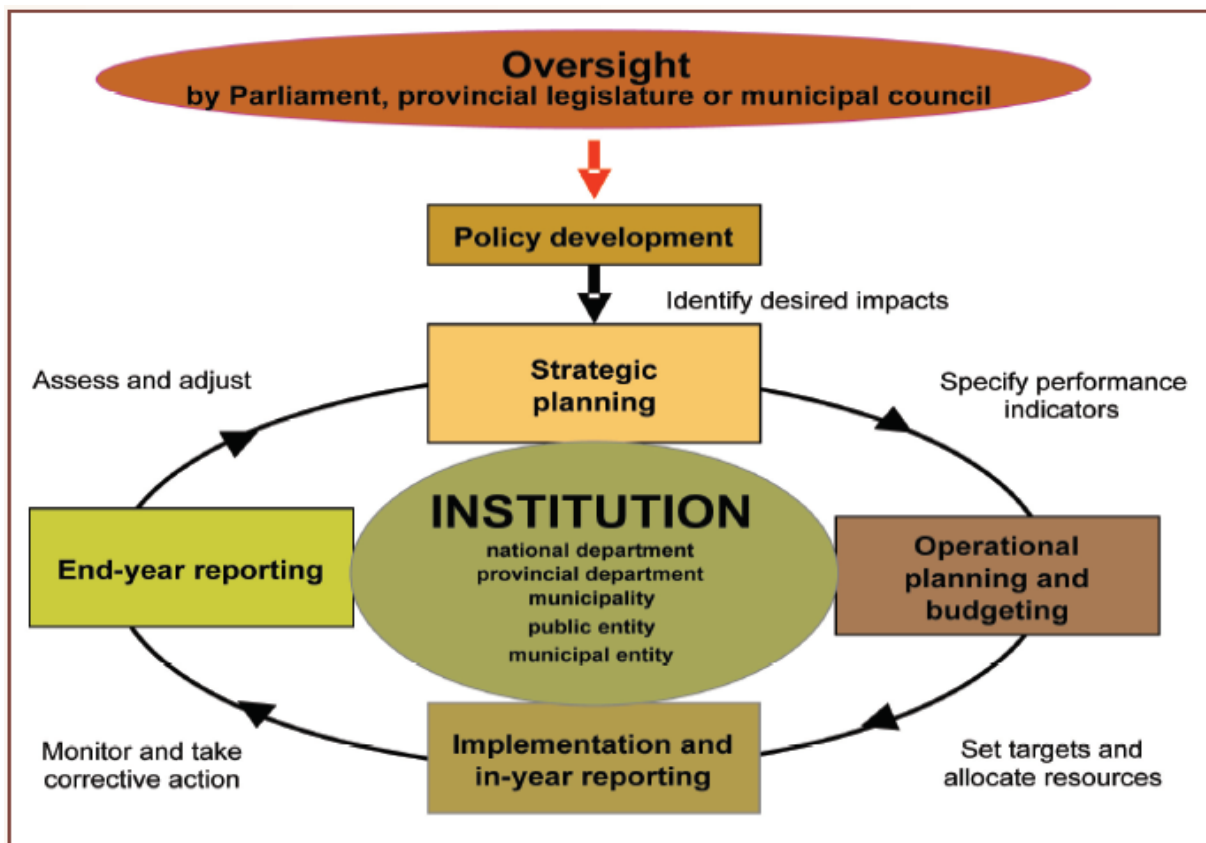 Oversight
by Parliament, provincial legislature or municipal council
Policy development
Identify desired impacts
Strategic
planning
Assess and adjust
Specify performance
indicators
INSTITUTION
national department
provincial department
municipality
public entity
municipal entity
End-year reporting
Operational
planning and
budgeting
Implementation and
in-year reporting
Monitor and take
corrective action
Set targets and
allocate resources